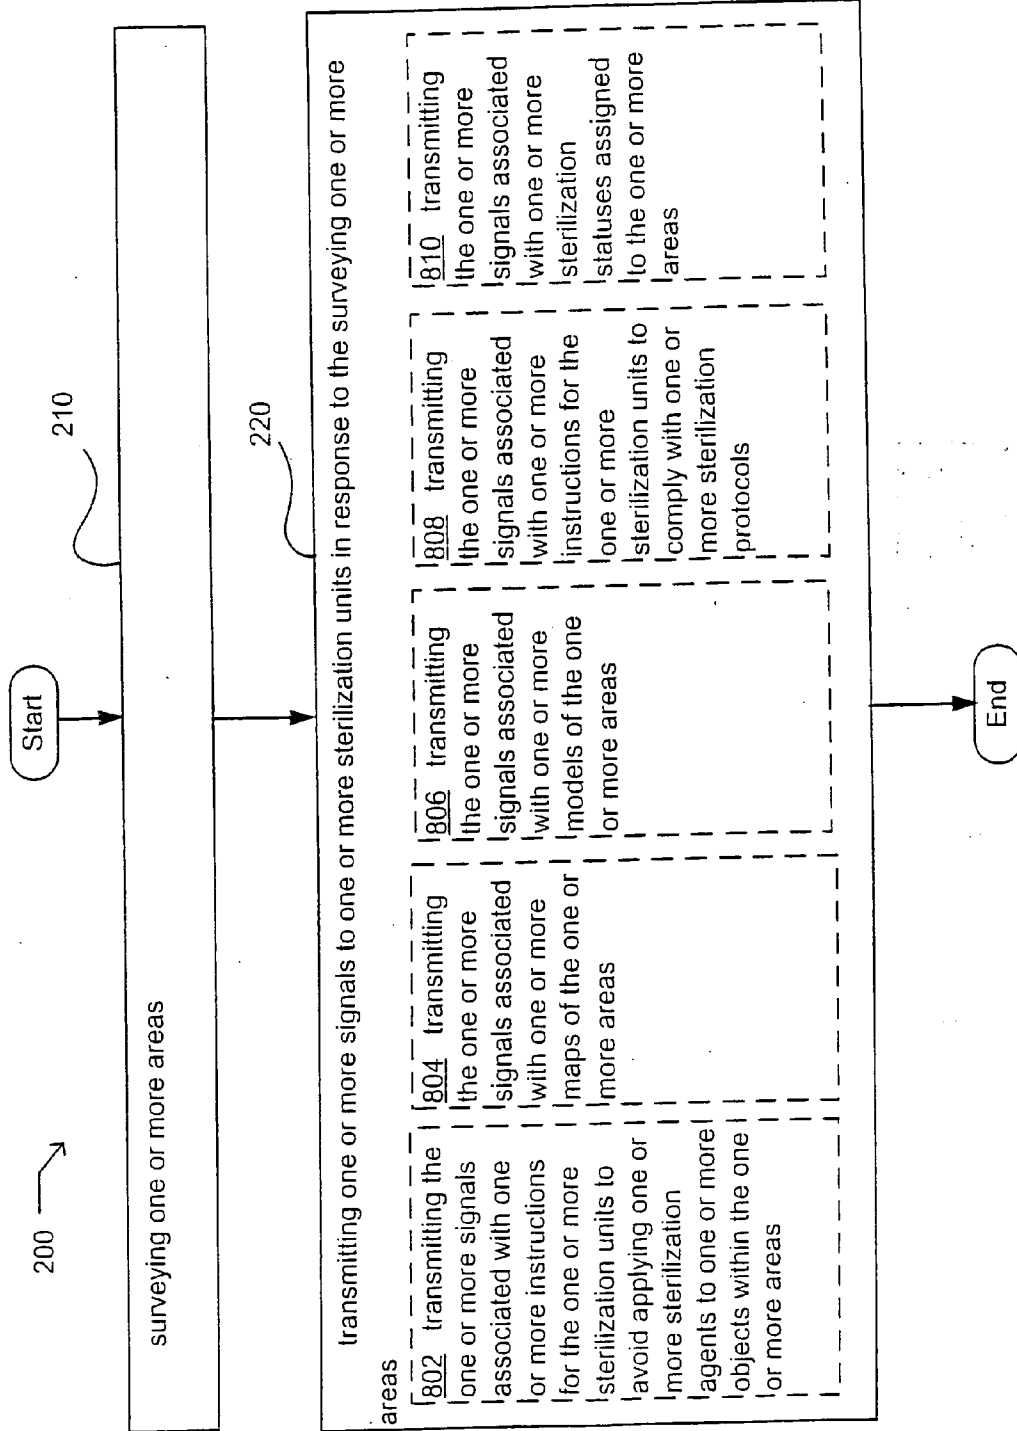 200
Start
210
surveying one or more areas
220
transmitting one or more signals to one or more sterilization units in response to the surveying one or more
areas
802 transmitting the
one or more signals
associated with one
or more instructions
for the one or more
sterilization units to
avoid applying one or
more sterilization
agents to one or more
objects within the one
or more areas
804 transmitting
the one or more
signals associated
with one or more
maps of the one or
more areas
806 transmitting
the one or more
signals associated
with one or more
models of the one
or more areas
808 transmitting
the one or more
signals associated
with one or more
instructions for the
one or more
sterilization units to
comply with one or
more sterilization
protocols
810 transmitting
the one or more
signals associated
with one or more
sterilization
statuses assigned
to the one or more
areas
End